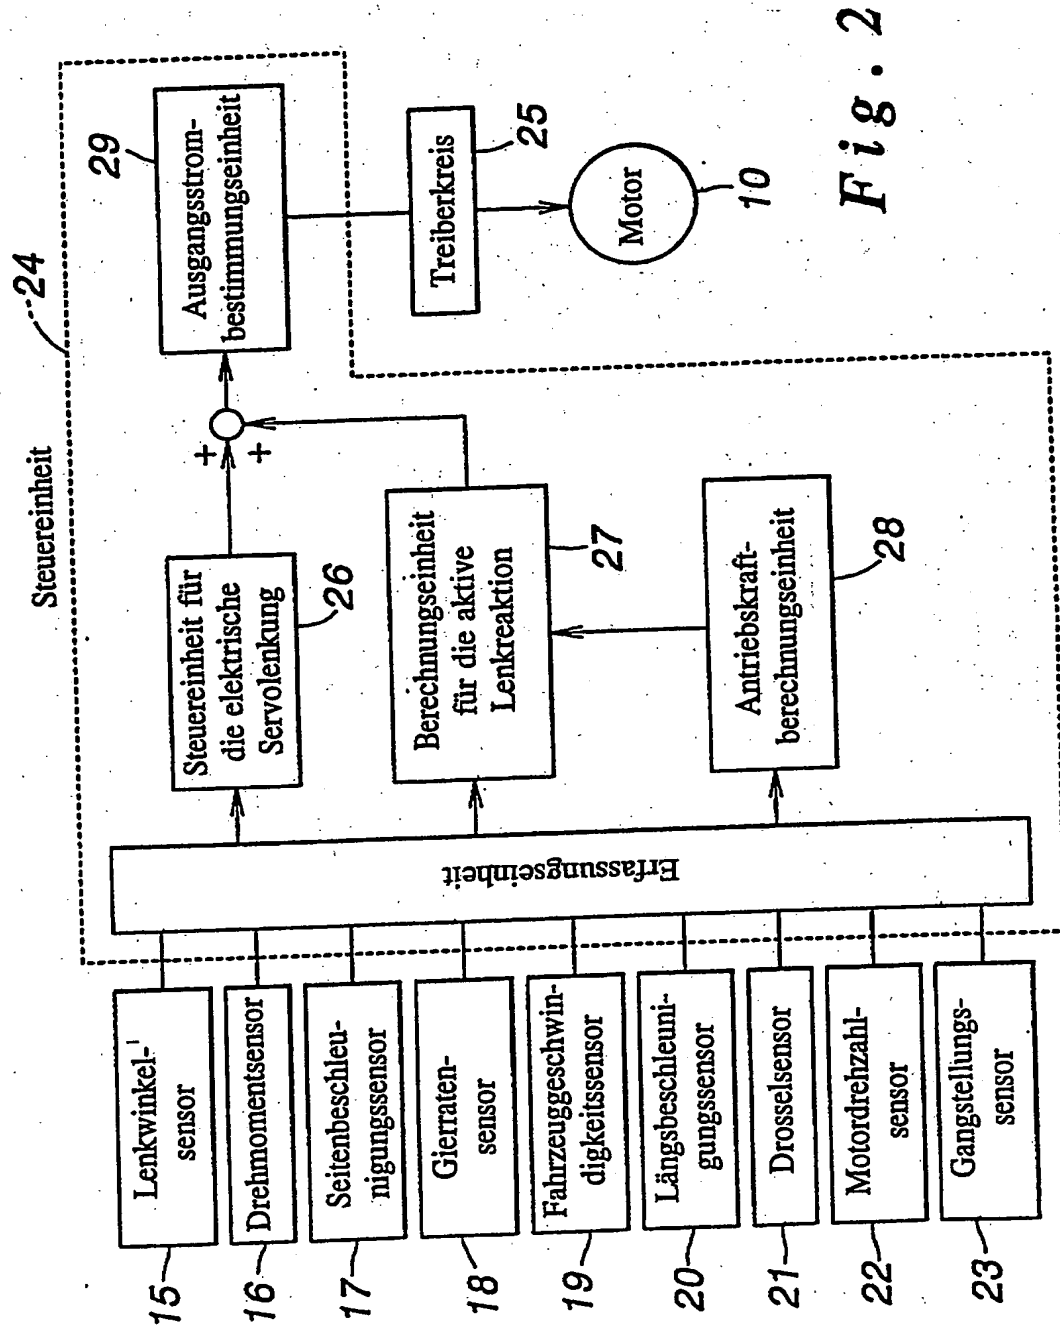 Steuereinheit
24
Lenkwinkel-
sensor
15
Drehmomentsensor
16
Seitenbeschleu-
nigungssensor
17
Gierraten-
sensor
18
Fahrzeuggeschwin-
digkeitssensor
19
Längsbeschleuni-
gungssensor
20
Drosselsensor
21
Motordrehzahl-
sensor
22
Gangstellungs-
sensor
23
Erfassungseinheit
Steuereinheit für
die elektrische
Servolenkung
26
Berechnungseinheit
für die aktive
Lenkreaktion
27
Antriebskraft-
berechnungseinheit
28
+
+
Ausgangsstrom-
bestimmungseinheit
29
Treiberkreis
25
Motor
10
Fig. 2